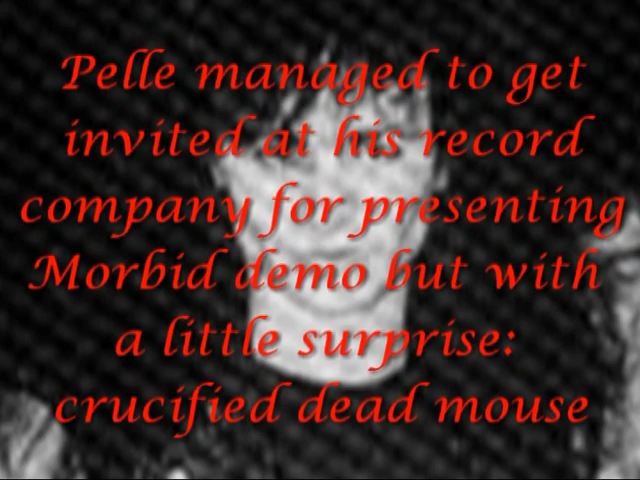 Pelle managed to get
invited at his record
company for presenting
Morbid demo but with
a little surprise:
crucified dead mouse